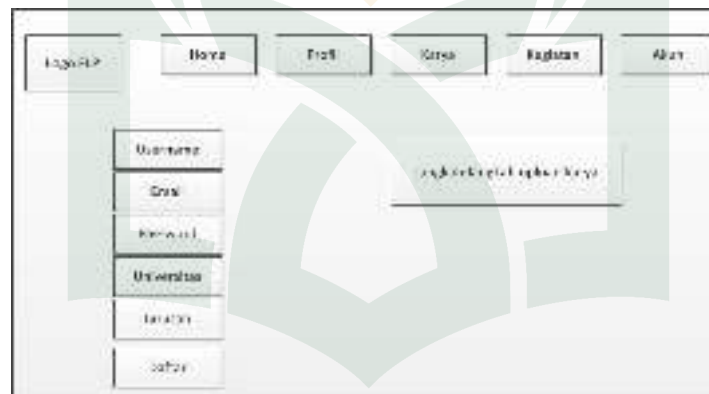 Logo FLP
Home
Profil
Karya
Kegiatan
Akun
Username
Email
Password
Universitas
Jurusan
Daftar